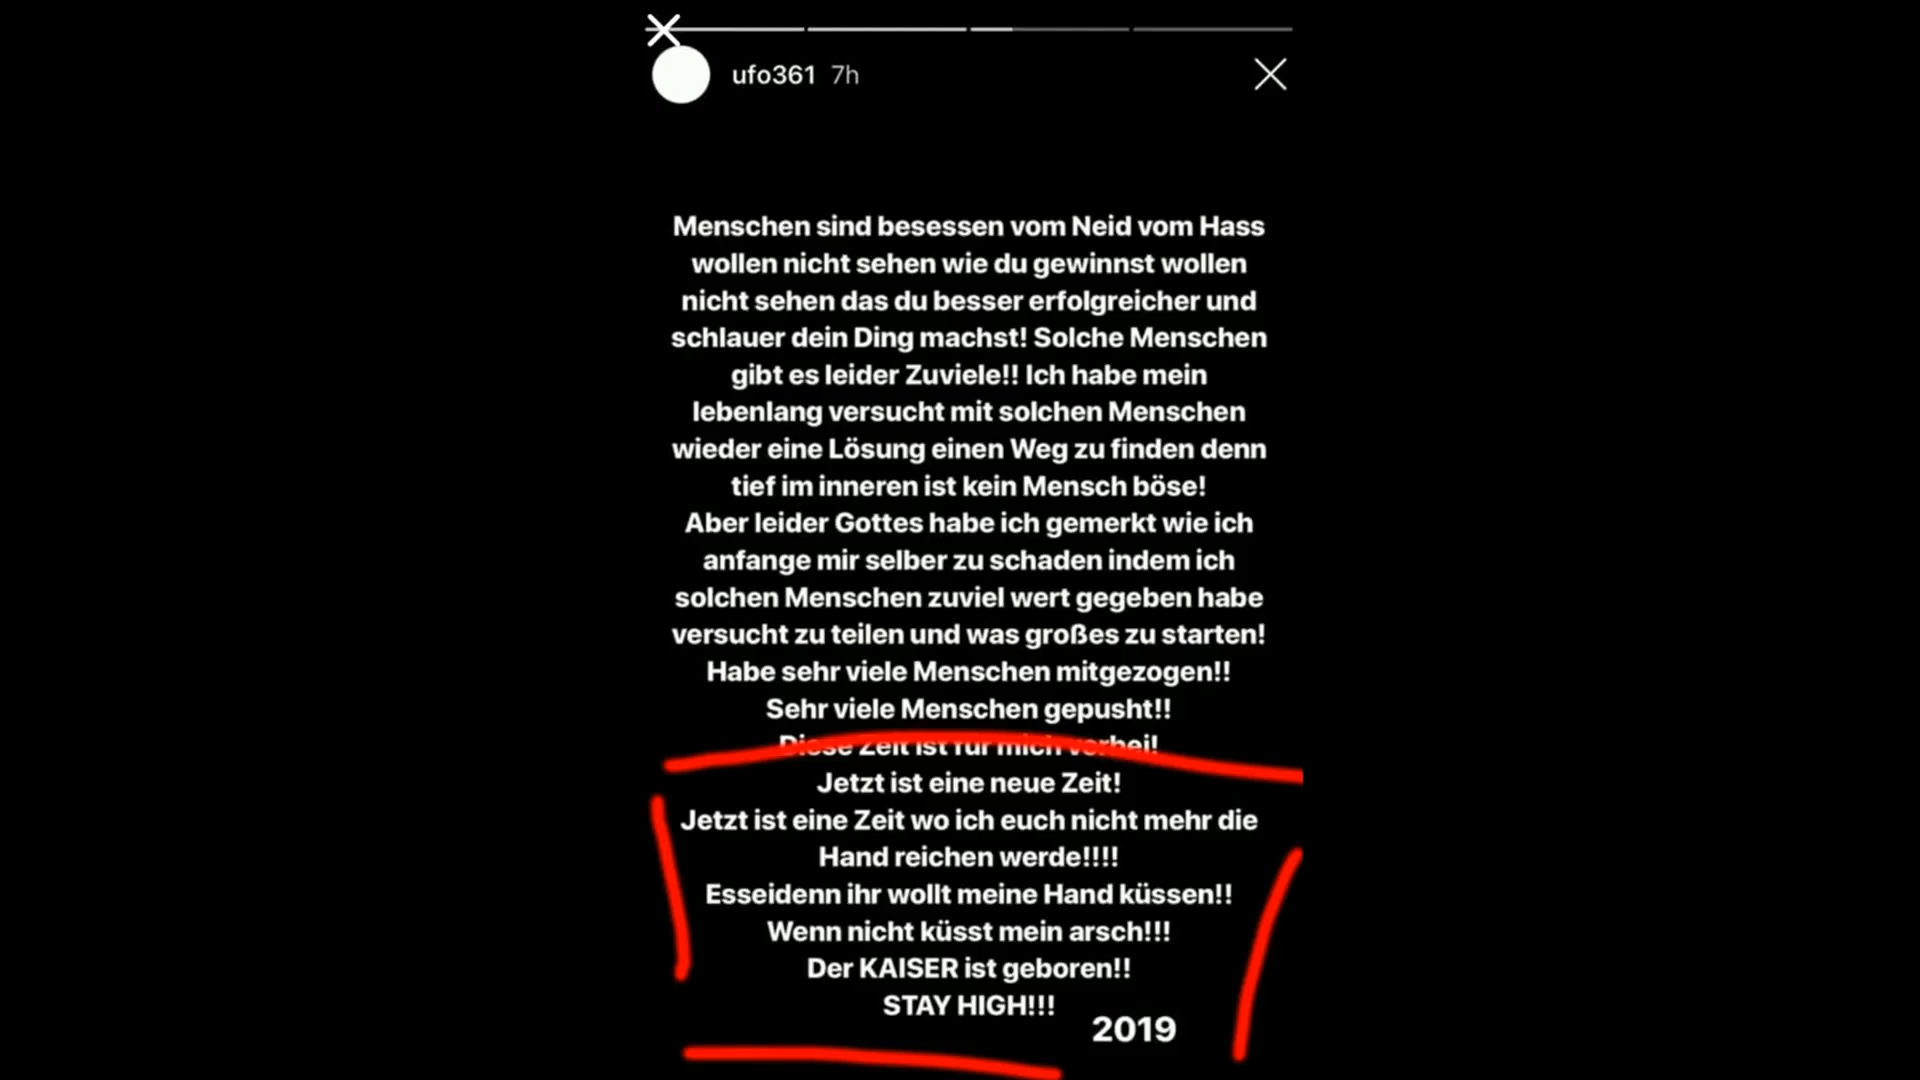 ufo361 7h
Menschen sind besessen vom Neid vom Hass
wollen nicht sehen wie du gewinnst wollen
nicht sehen das du besser erfolgreicher und
schlauer dein Ding machst! Solche Menschen
gibt es leider Zuviele!! Ich habe mein
lebenlang versucht mit solchen Menschen
wieder eine Lösung einen Weg zu finden denn
tief im inneren ist kein Mensch böse!
Aber leider Gottes habe ich gemerkt wie ich
anfange mir selber zu schaden indem ich
solchen Menschen zuviel wert gegeben habe
versucht zu teilen und was großes zu starten!
Habe sehr viele Menschen mitgezogen!!
Sehr viele Menschen gepusht!!
Diese Zeit ist für mich vorbei!
Jetzt ist eine neue Zeit!
Jetzt ist eine Zeit wo ich euch nicht mehr die
Hand reichen werde!!!!
Esseidenn ihr wollt meine Hand küssen!!
Wenn nicht küsst mein arsch!!!
Der KAISER ist geboren!!
STAY HIGH!!!
2019